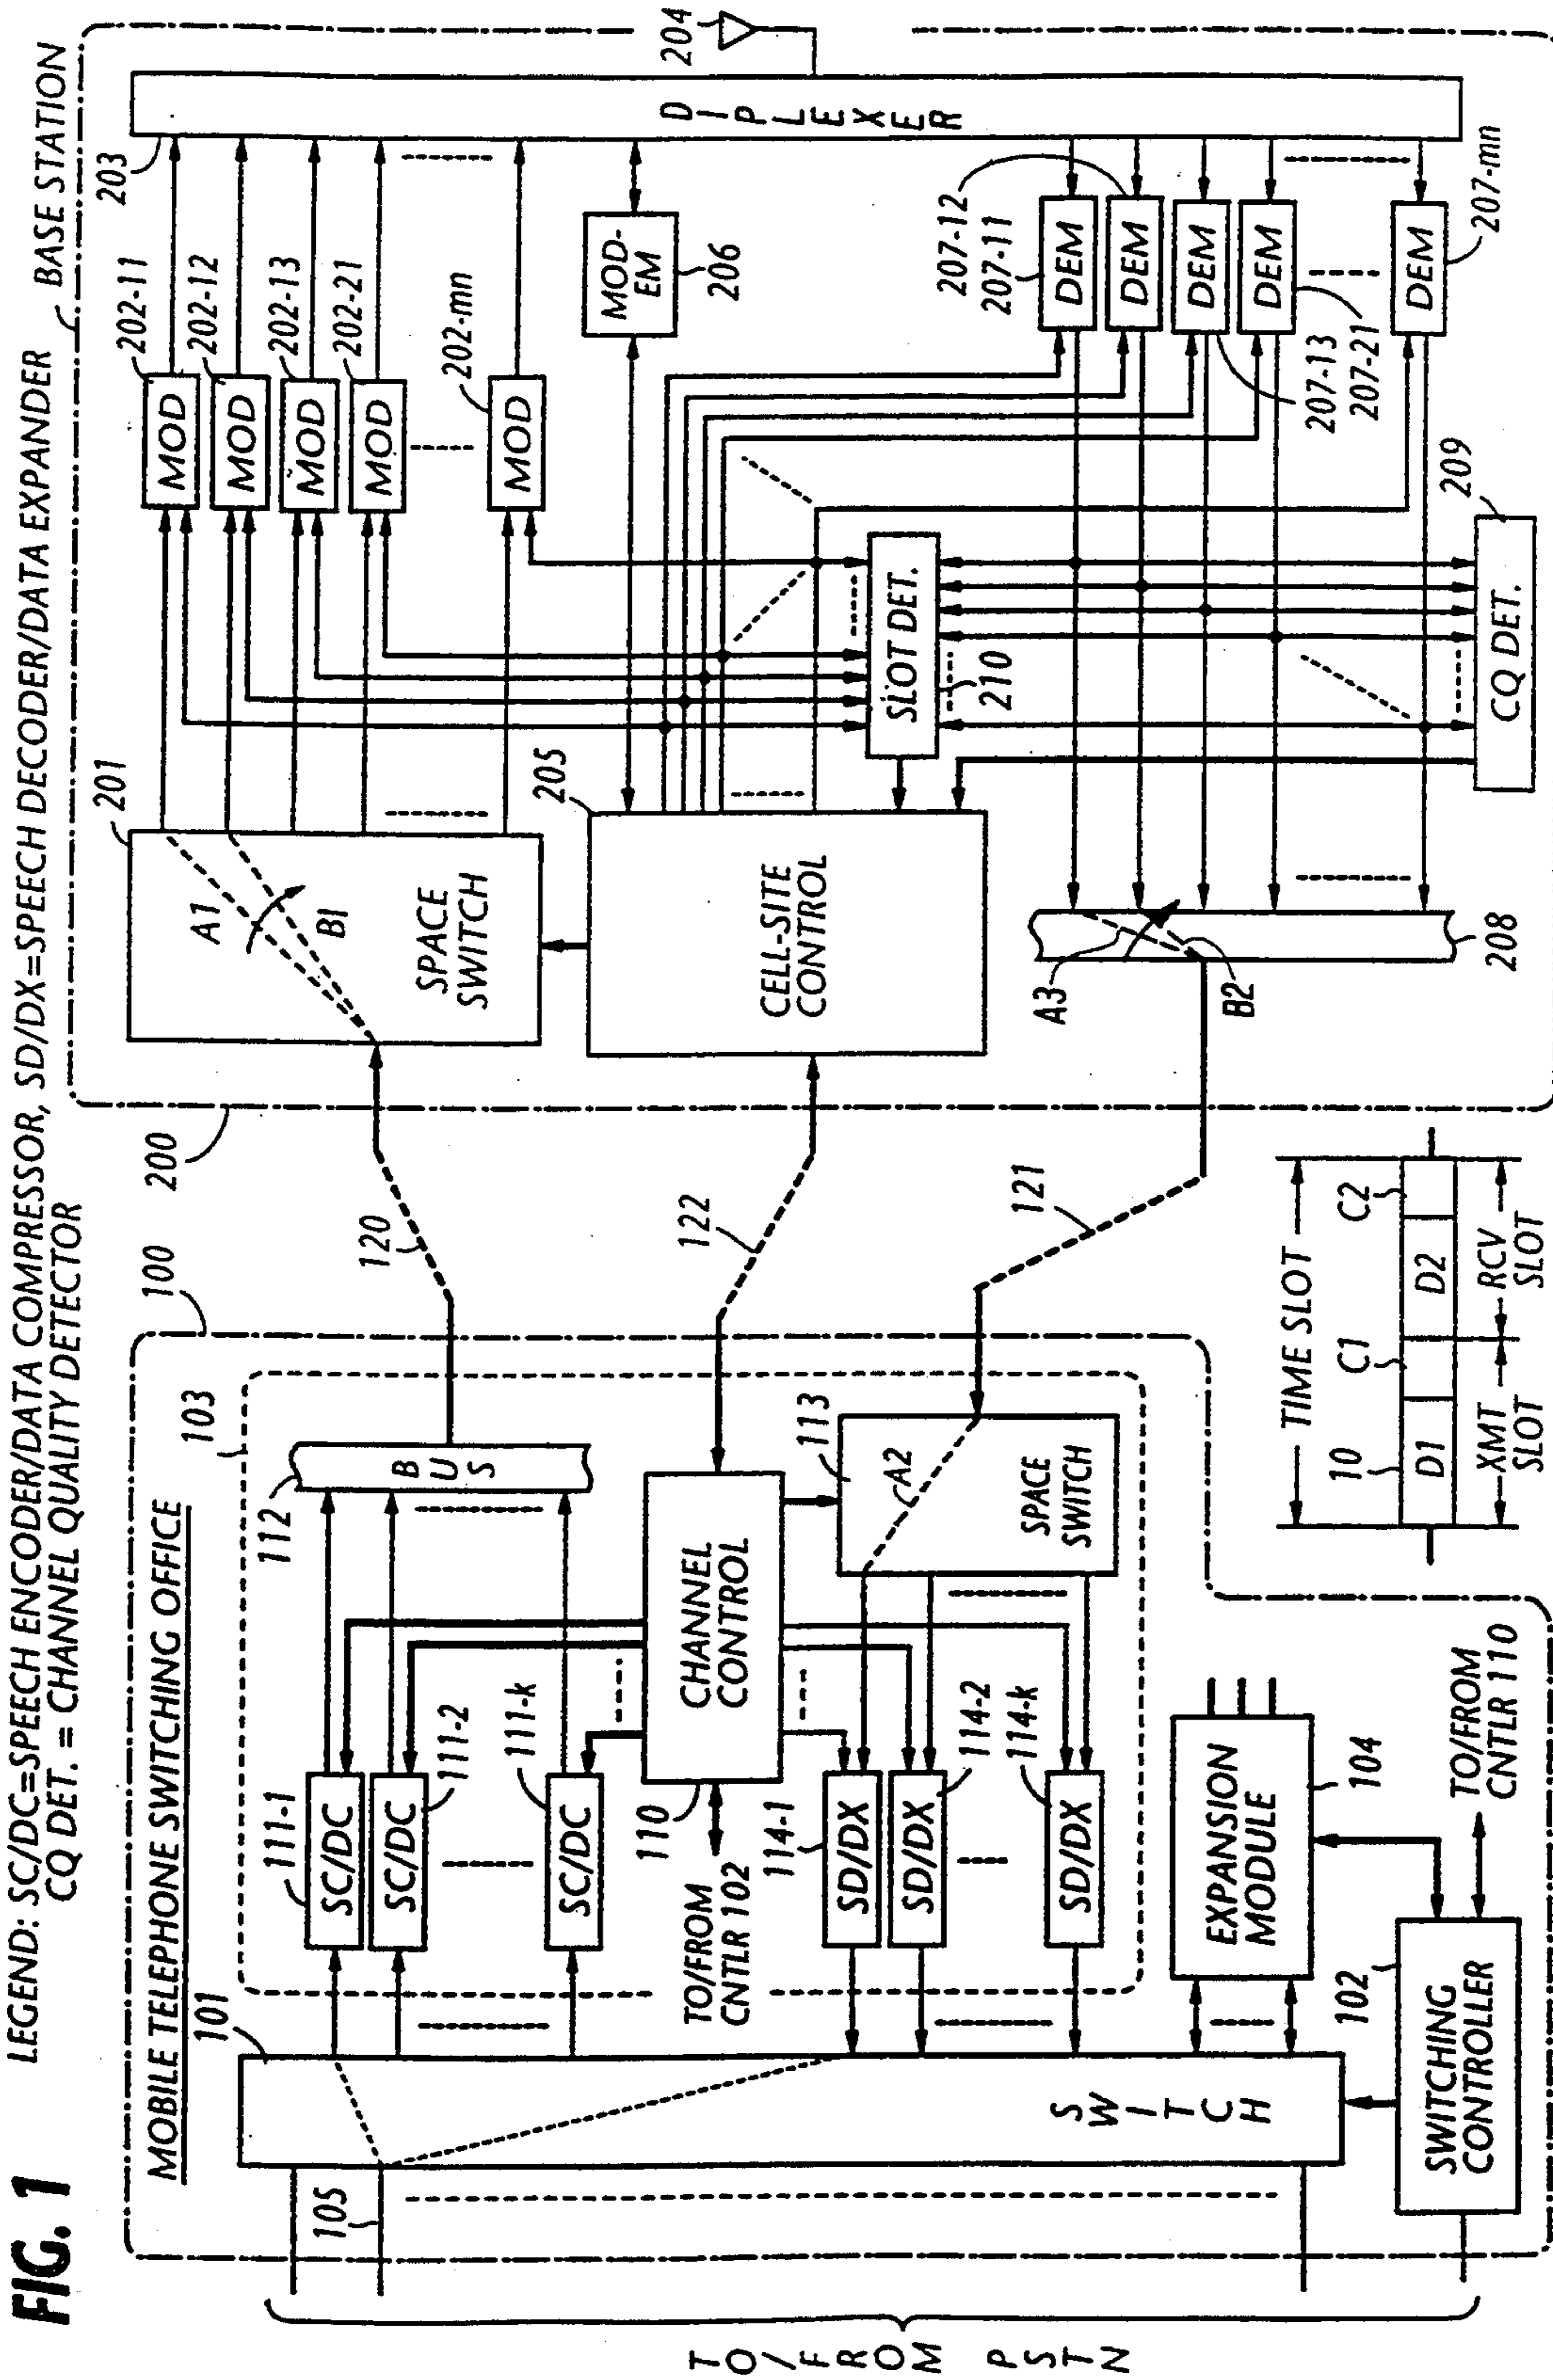 FIG. 1
LEGEND: SC/DC=SPEECH ENCODER/DATA COMPRESSOR, SD/DX=SPEECH DECODER/DATA EXPANDER
CQ DET. = CHANNEL QUALITY DETECTOR
MOBILE TELEPHONE SWITCHING OFFICE
100
BASE STATION
200
TO/FROM PSTN
105
101
SWITCH
103
111-1
SC/DC
SC/DC
111-2
111-k
SC/DC
112
BUS
120
110
CHANNEL
CONTROL
TO/FROM
CNTLR 102
122
113
A2
SPACE
SWITCH
121
114-1
SD/DX
SD/DX
114-2
114-k
SD/DX
EXPANSION
MODULE
104
102
SWITCHING
CONTROLLER
TO/FROM
CNTLR 110
TIME SLOT
10
C1
C2
D1
D2
XMT
SLOT
RCV
SLOT
201
A1
B1
SPACE
SWITCH
202-11
MOD
202-12
MOD
202-13
MOD
202-21
MOD
202-mn
MOD
203
DIPLEXER
204
205
CELL-SITE
CONTROL
MOD-
EM
206
SLOT DET.
210
207-12
207-11
DEM
DEM
DEM
DEM
207-13
207-21
DEM
207-mn
A3
B2
208
209
CQ DET.